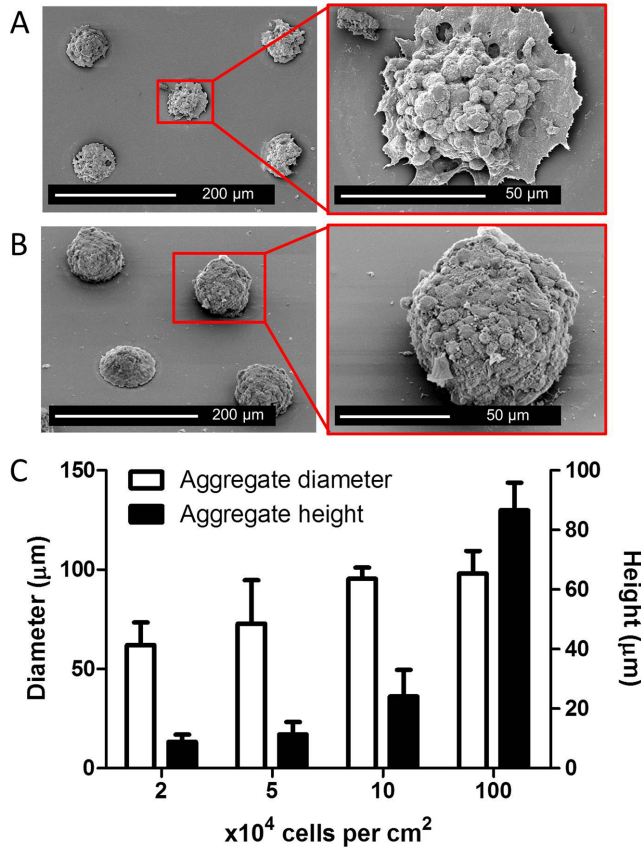 A
200 µm
50 µm
B
200 µm
50 µm
C
Aggregate diameter
Aggregate height
Diameter (µm)
150
100
50
0
Height (µm)
100
80
60
40
20
0
2 5 10 100
x10⁴ cells per cm²